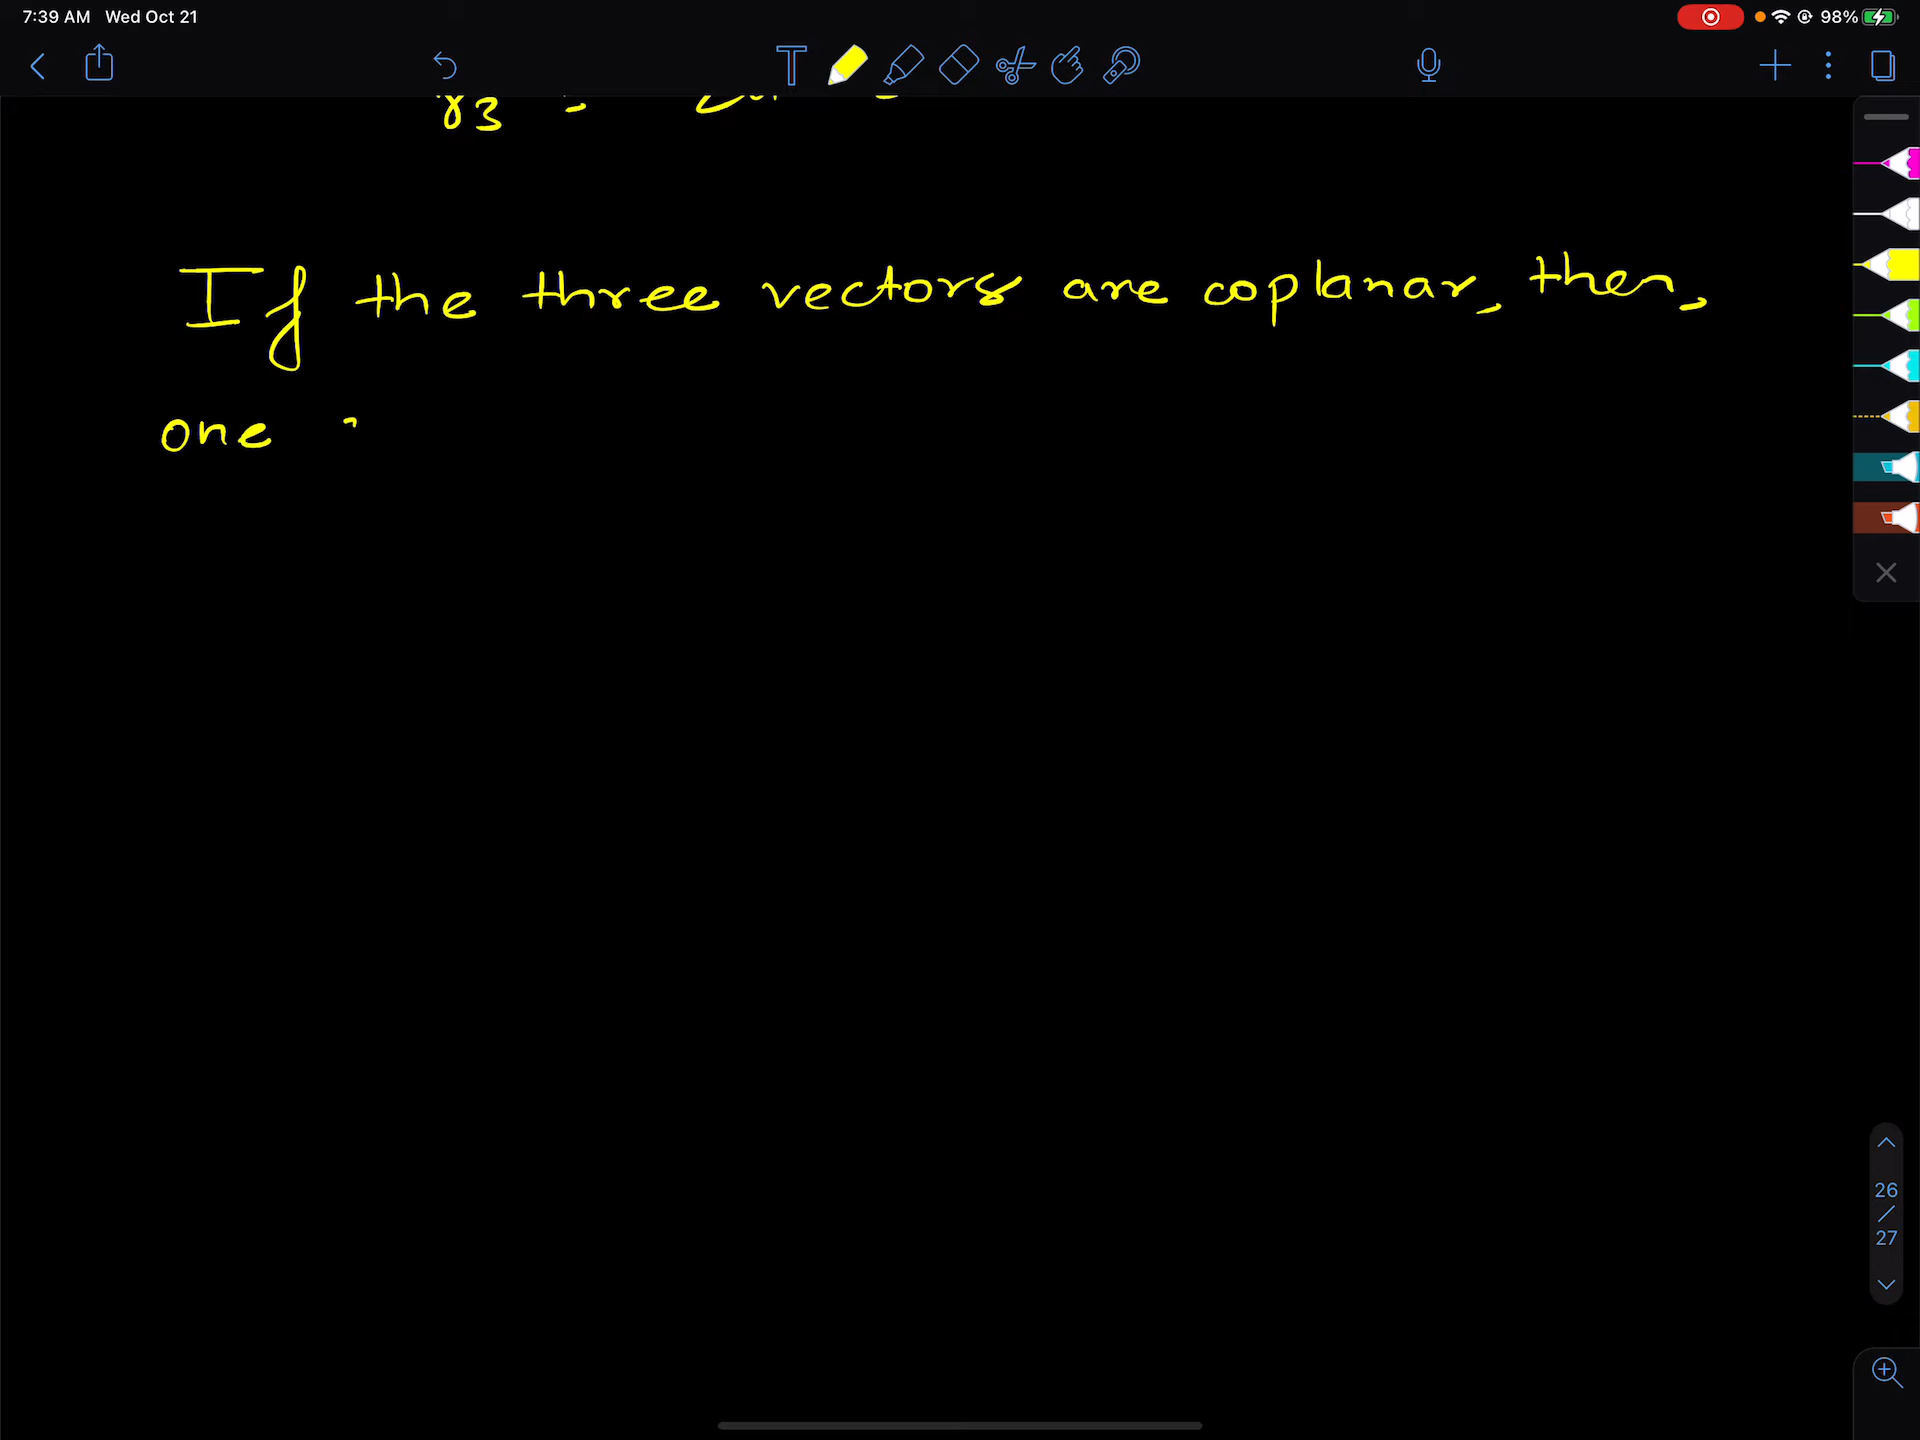 7:39 AM Wed Oct 21
98%
If the three vectors are coplanar, then,
one
26
/
27